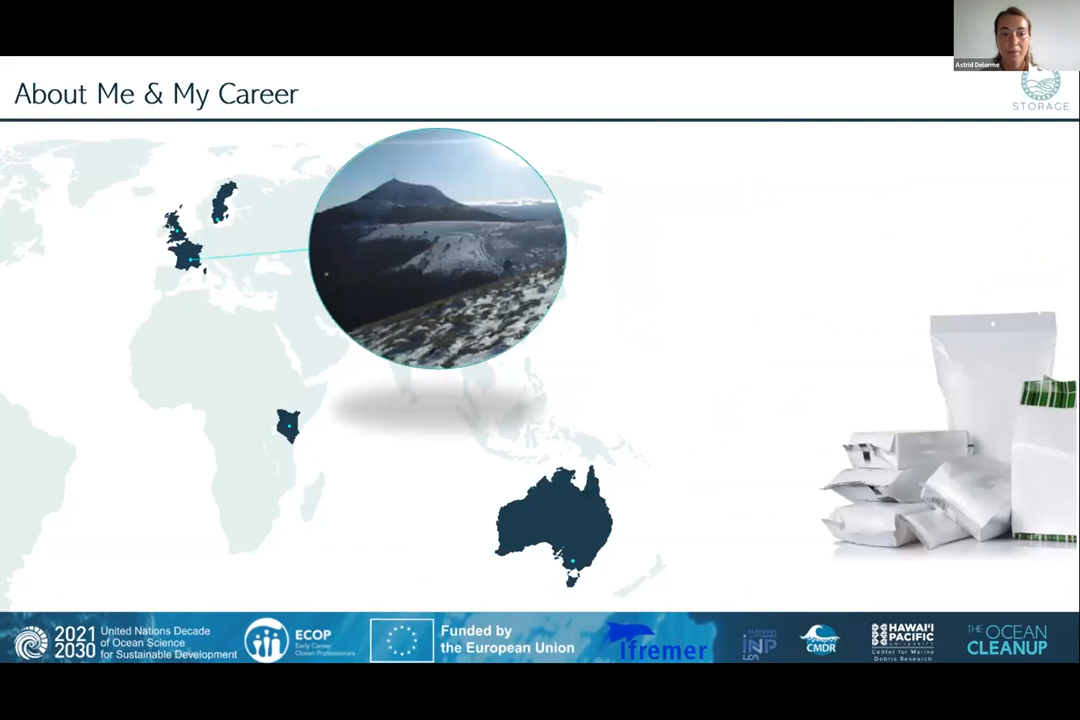 Astrid Delorme
About Me & My Career
STORAGE
2021
2030
United Nations Decade
of Ocean Science
for Sustainable Development
ECOP
Early Career
Ocean Professionals
Funded by
the European Union
Ifremer
INP
CMDR
HAWAI'I
PACIFIC
UNIVERSITY
Center for Marine
Debris Research
THE OCEAN
CLEANUP